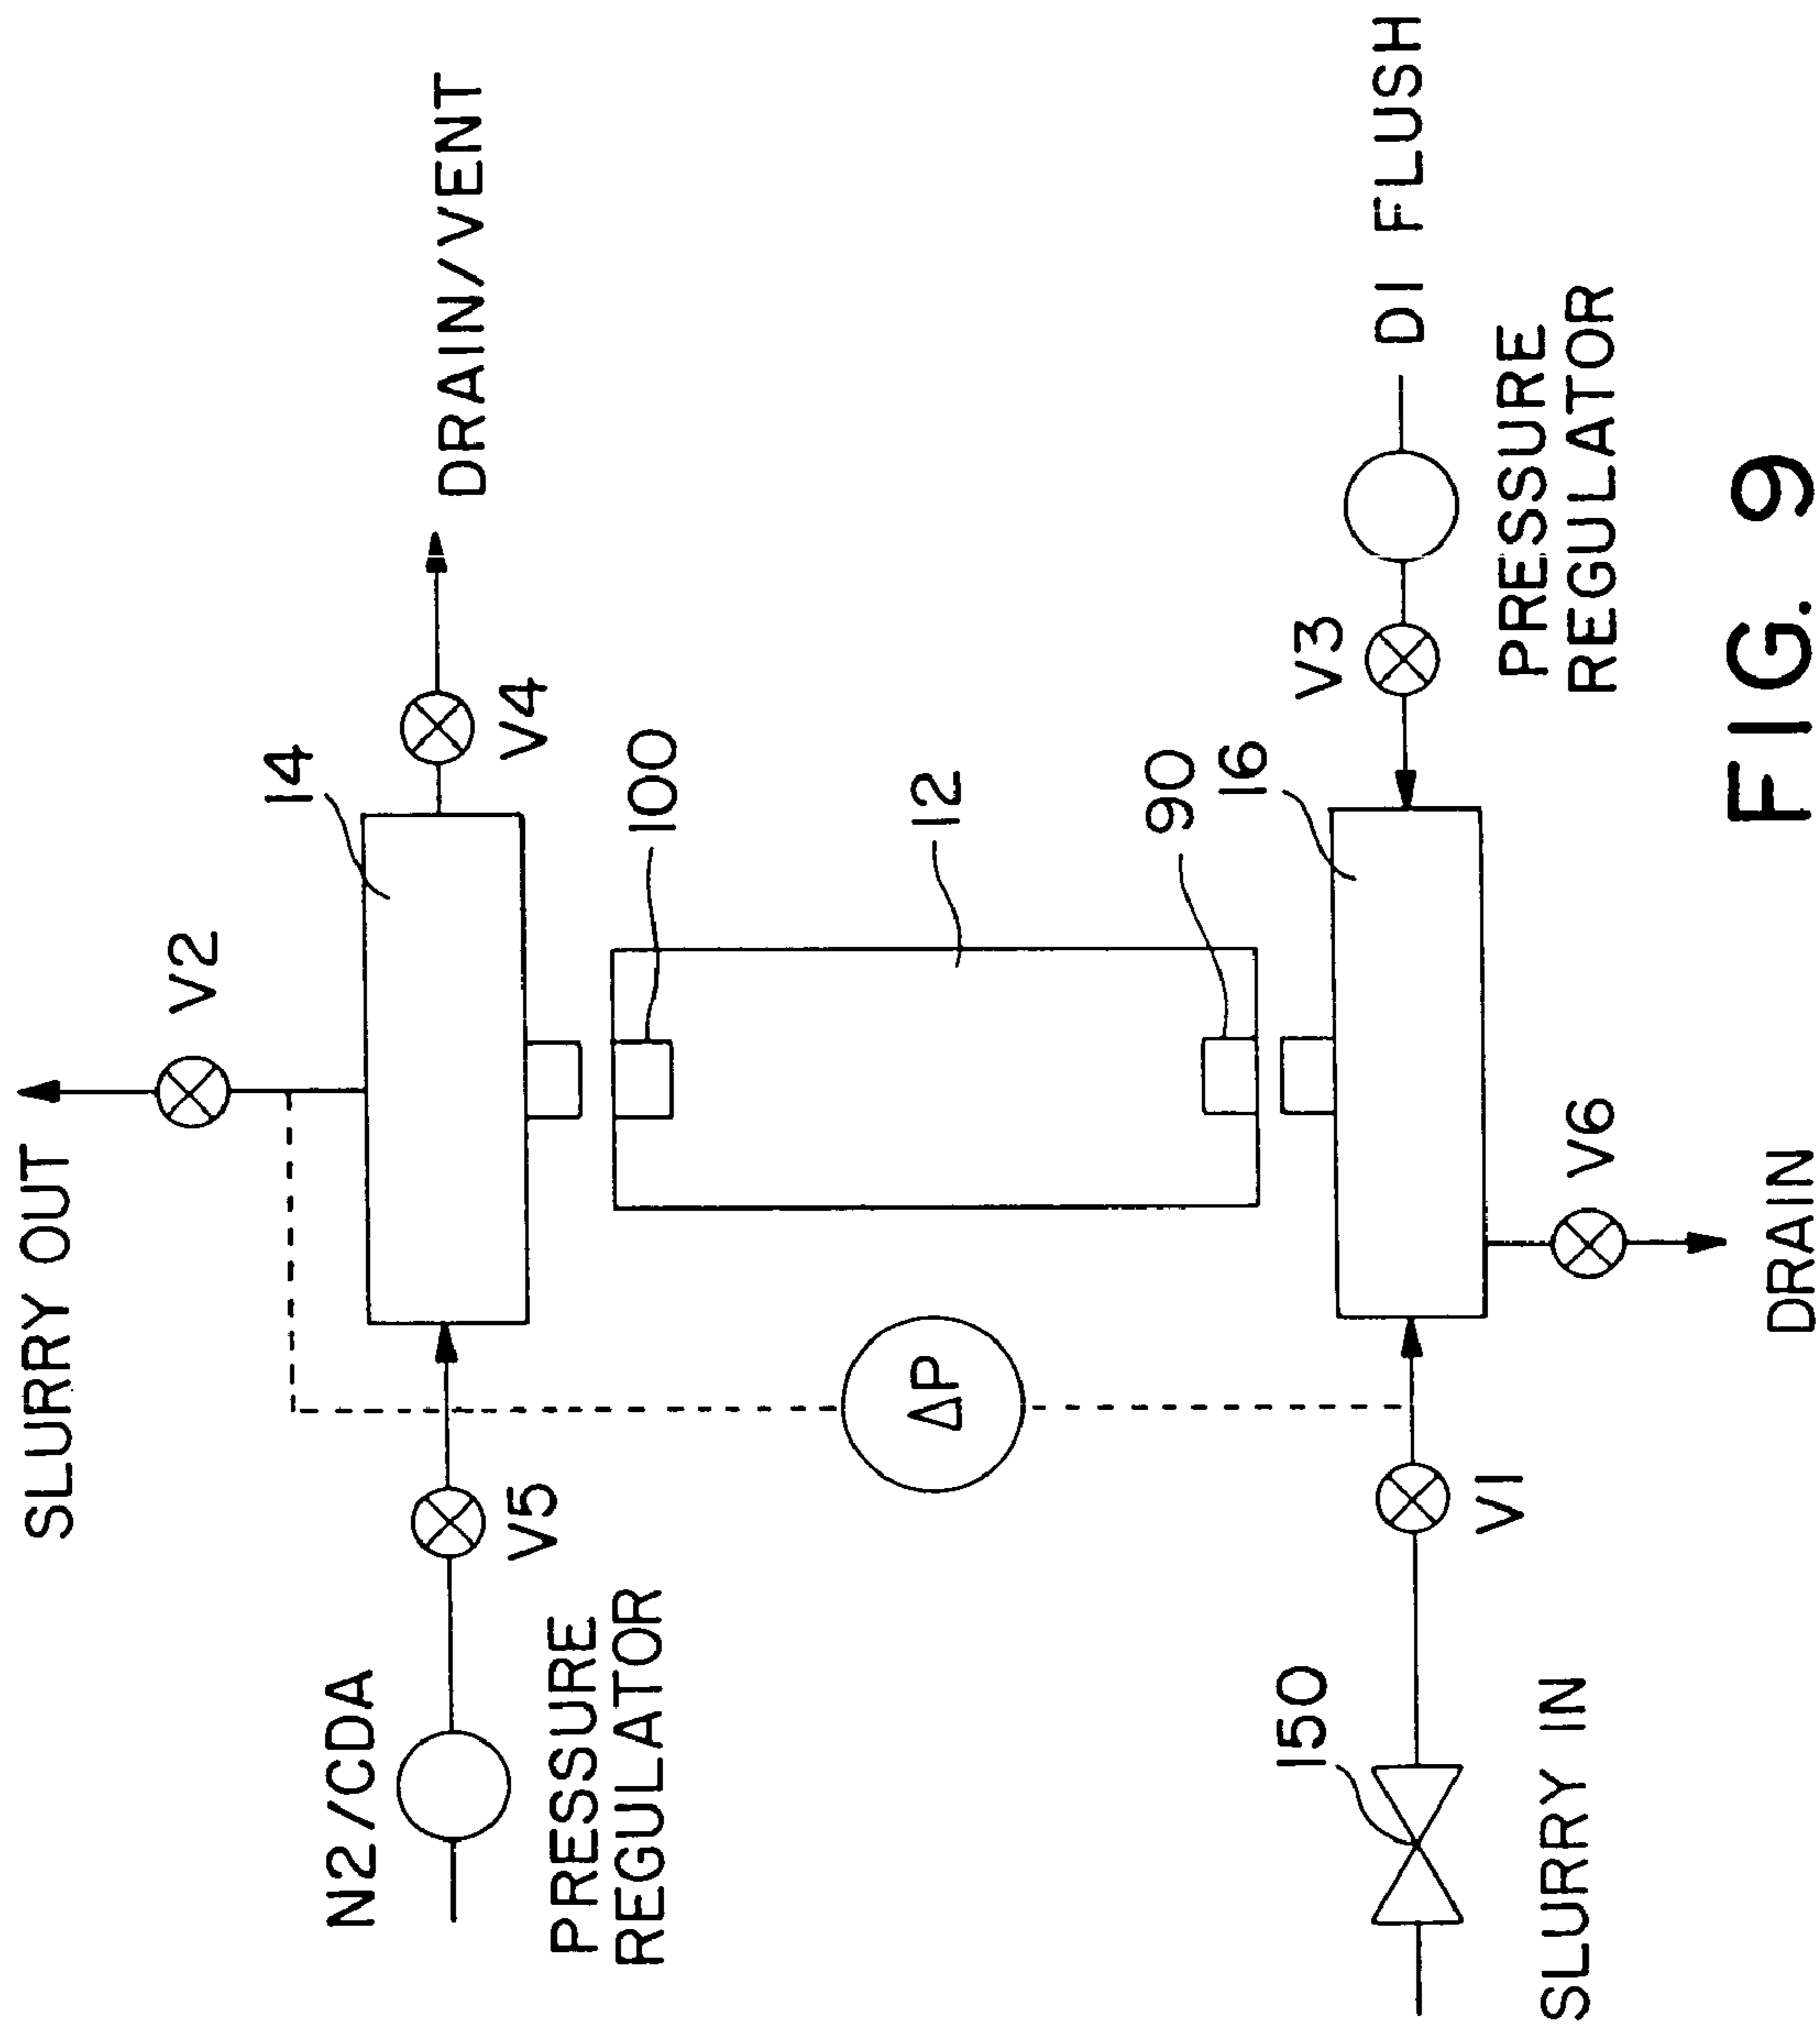 SLURRY OUT
V2
N2/CDA
PRESSURE
REGULATOR
V5
14
V4
DRAIN/VENT
100
ΔP
12
90
150
SLURRY IN
V1
16
V3
DI FLUSH
PRESSURE
REGULATOR
V6
DRAIN
FIG. 9